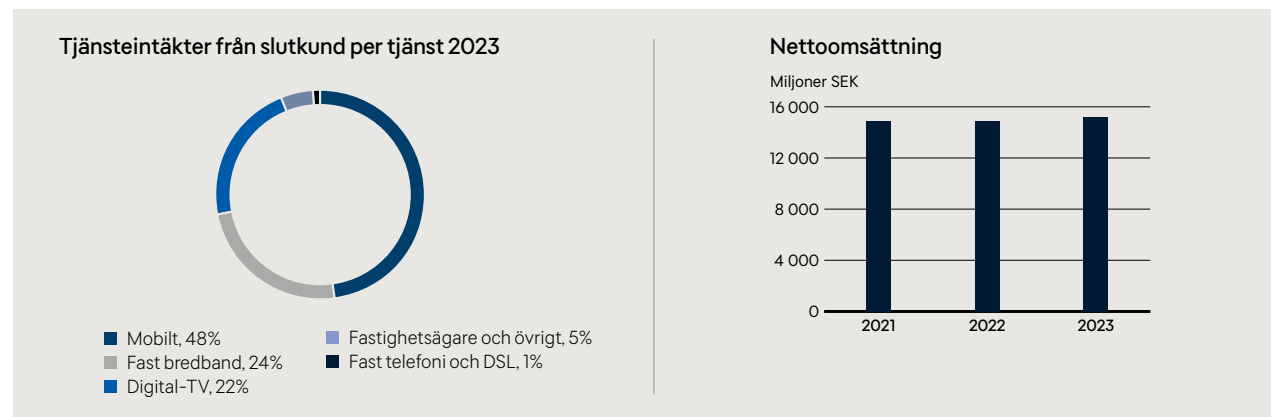 Tjänsteintäkter från slutkund per tjänst 2023
Mobilt, 48%
Fast bredband, 24%
Digital-TV, 22%
Fastighetsägare och övrigt, 5%
Fast telefoni och DSL, 1%
Nettoomsättning
Miljoner SEK
16 000
12 000
8 000
4 000
0
2021 2022 2023